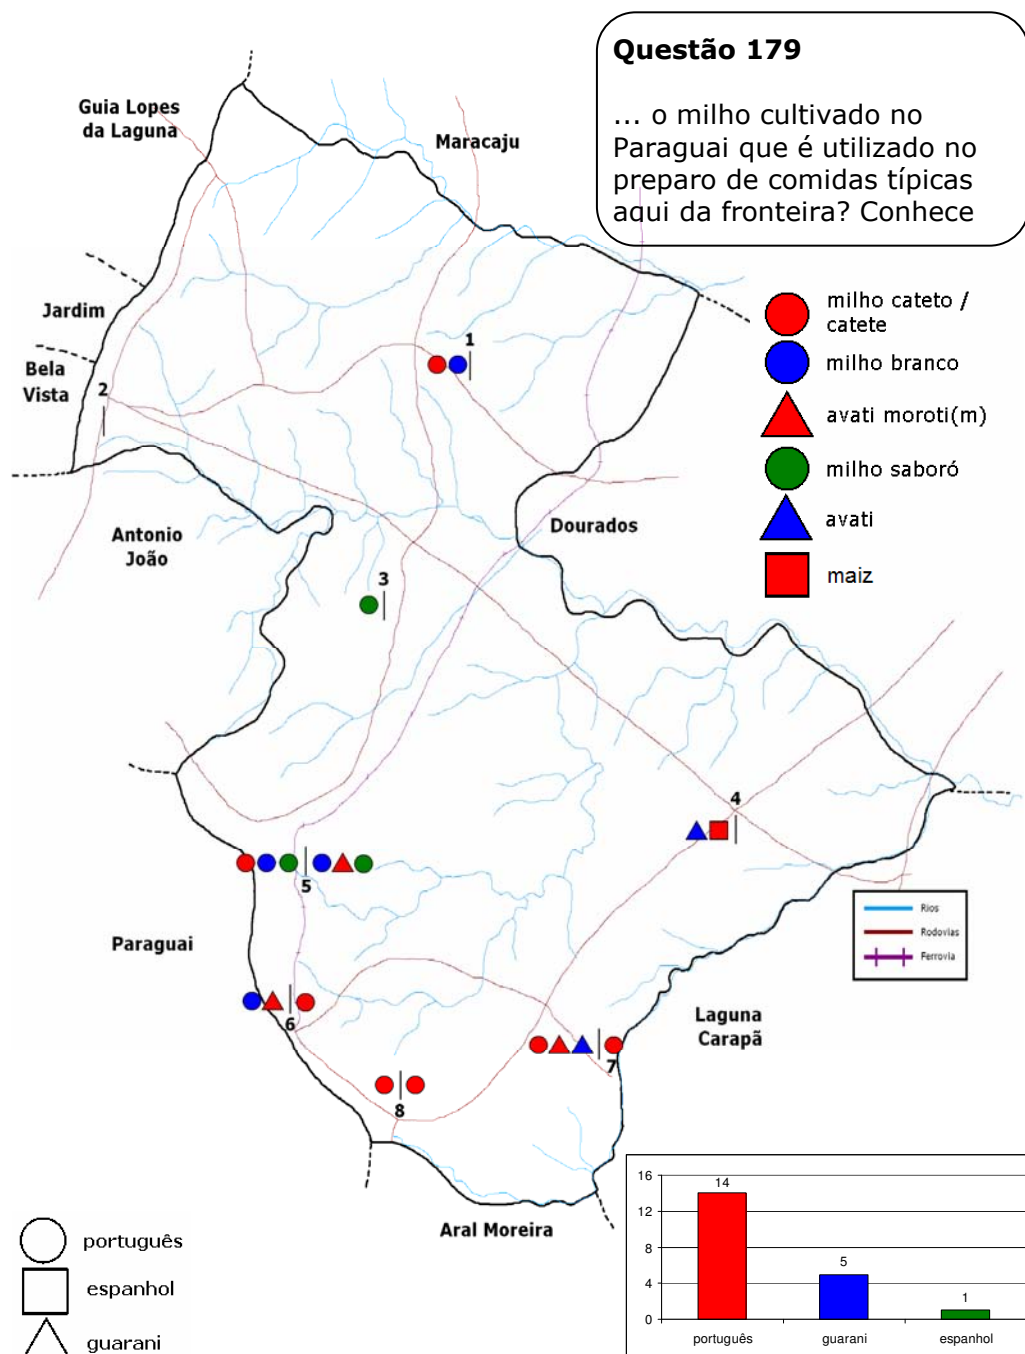 Questão 179
... o milho cultivado no
Paraguai que é utilizado no
preparo de comidas típicas
aqui da fronteira? Conhece
Guia Lopes
da Laguna
Maracaju
Jardim
Bela
Vista
2
1
milho cateto /
catete
milho branco
avati moroti(m)
milho saboró
avati
maiz
Antonio
João
Dourados
3
4
5
Rios
Rodovias
Ferrovia
Paraguai
6
Laguna
Carapã
7
8
Aral Moreira
português
espanhol
guarani
16
12
8
4
0
14
5
1
português
guarani
espanhol